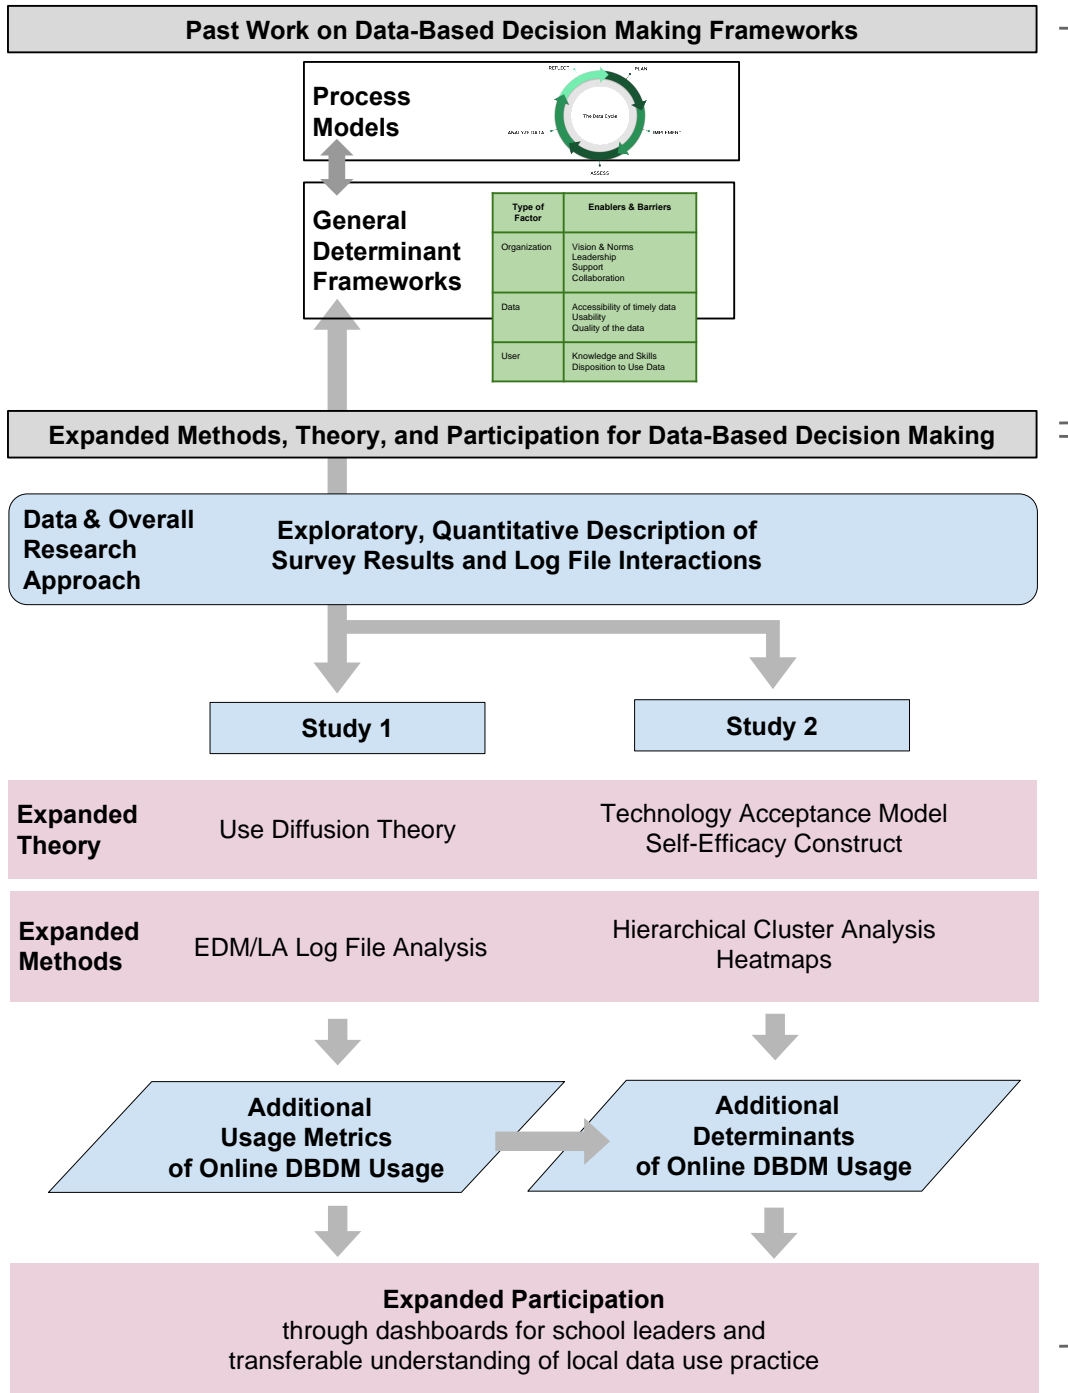 Past Work on Data-Based Decision Making Frameworks
Process
Models
REFLECT
PLAN
The Data Cycle
ANALYZE DATA
IMPLEMENT
ASSESS
General
Determinant
Frameworks
Type of
Factor
Enablers & Barriers
Organization
Vision & Norms
Leadership
Support
Collaboration
Data
Accessibility of timely data
Usability
Quality of the data
User
Knowledge and Skills
Disposition to Use Data
Expanded Methods, Theory, and Participation for Data-Based Decision Making
Data & Overall
Research
Approach
Exploratory, Quantitative Description of
Survey Results and Log File Interactions
Study 1
Study 2
Expanded
Theory
Use Diffusion Theory
Technology Acceptance Model
Self-Efficacy Construct
Expanded
Methods
EDM/LA Log File Analysis
Hierarchical Cluster Analysis
Heatmaps
Additional
Usage Metrics
of Online DBDM Usage
Additional
Determinants
of Online DBDM Usage
Expanded Participation
through dashboards for school leaders and
transferable understanding of local data use practice